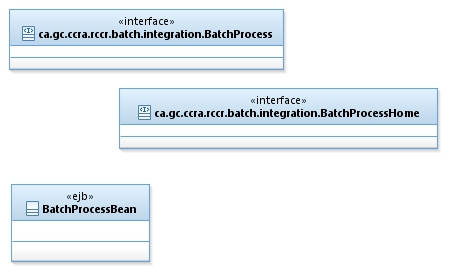 «interface»
ca.gc.ccra.rccr.batch.integration.BatchProcess
«interface»
ca.gc.ccra.rccr.batch.integration.BatchProcessHome
«ejb»
BatchProcessBean